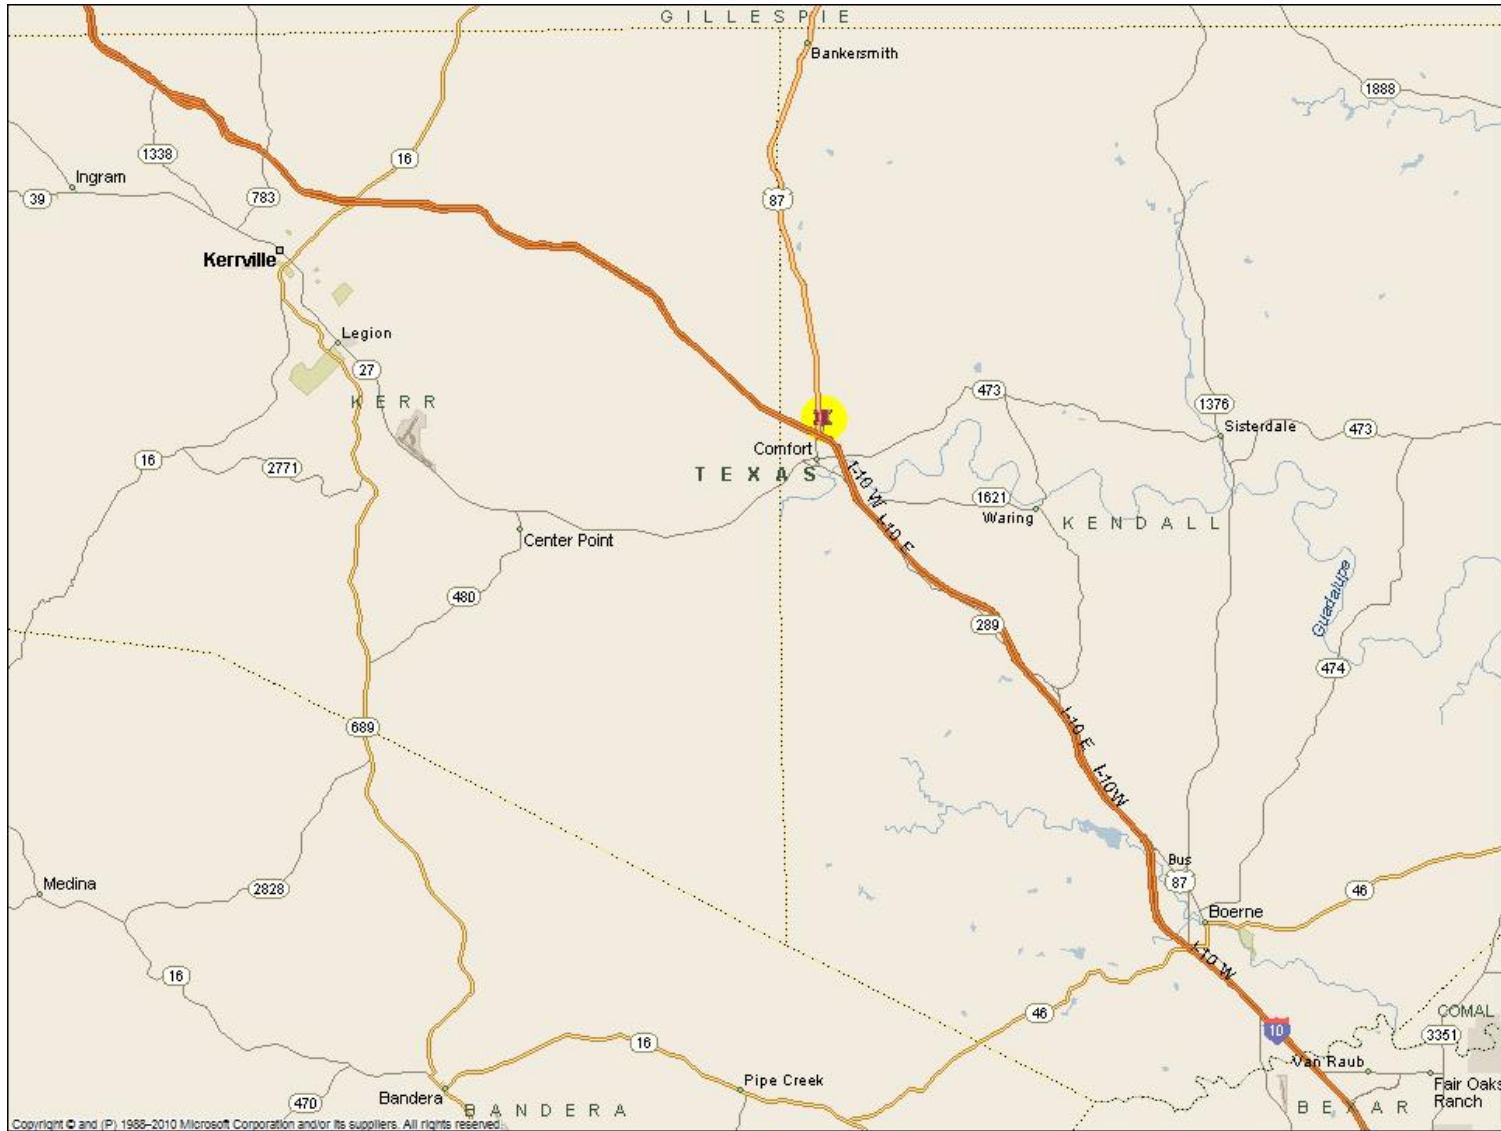 GILLESPIE
Bankersmith
1888
1338
16
Ingram
39
783
87
Kerrville
Legion
27
KERR
473
1376
Sisterdale
473
Comfort
TEXAS
I-10 W
16
2771
1621
Waring
KENDALL
I-10 E
Center Point
480
Guadalupe
289
474
689
I-10 E
I-10W
Bus
87
Medina
2828
46
Boerne
I-10 W
16
46
COMAL
10
3351
16
Van Raub
Pipe Creek
Fair Oaks
Ranch
Bandera
470
BANDERA
BEXAR
Copyright © and (P) 1988–2010 Microsoft Corporation and/or its suppliers. All rights reserved.